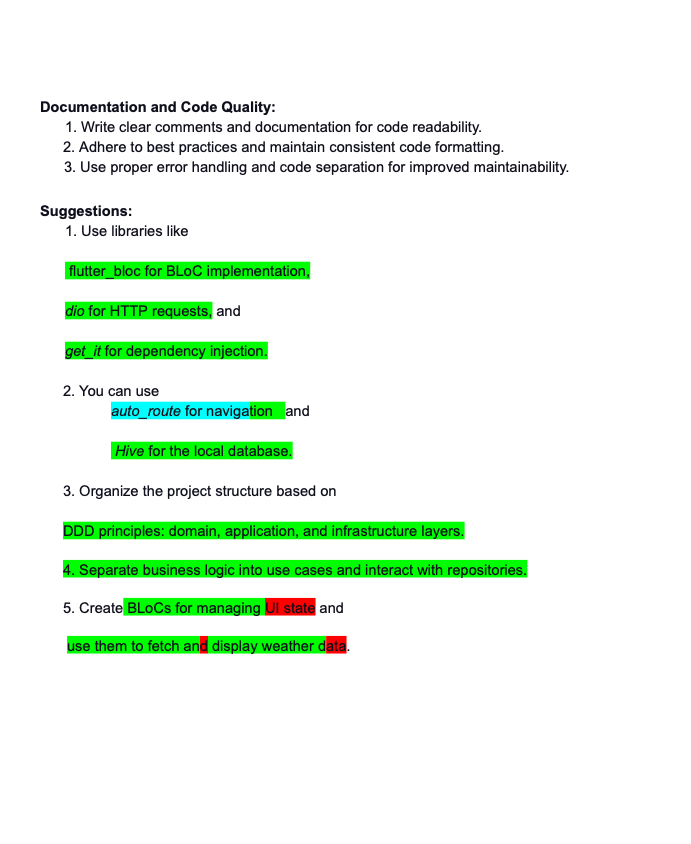 Documentation and Code Quality:
1. Write clear comments and documentation for code readability.
2. Adhere to best practices and maintain consistent code formatting.
3. Use proper error handling and code separation for improved maintainability.
Suggestions:
1. Use libraries like
flutter_bloc for BLoC implementation,
dio for HTTP requests, and
get_it for dependency injection.
2. You can use
auto_route for navigation and
Hive for the local database.
3. Organize the project structure based on
DDD principles: domain, application, and infrastructure layers.
4. Separate business logic into use cases and interact with repositories.
5. Create BLoCs for managing UI state and
use them to fetch and display weather data.